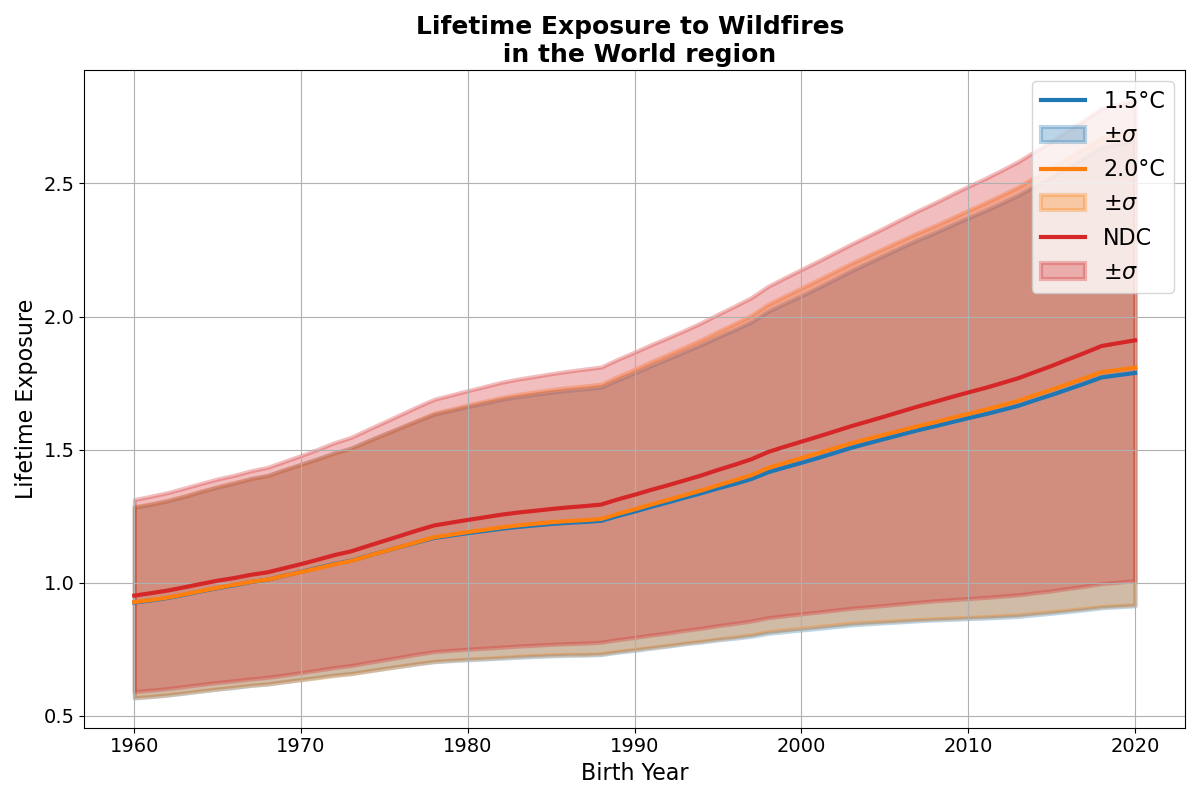 Lifetime Exposure to Wildfires
in the World region
1.5°C
±σ
2.0°C
±σ
NDC
±σ
Lifetime Exposure
2.5
2.0
1.5
1.0
0.5
1960 1970 1980 1990 2000 2010 2020
Birth Year